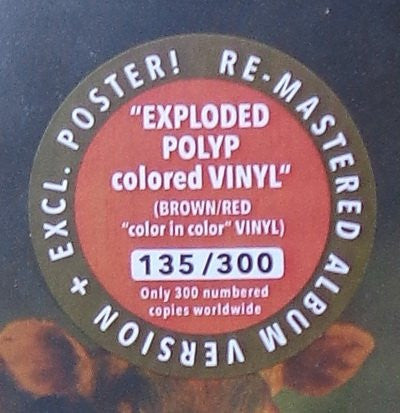 RE-MASTERED ALBUM VERSION + EXCL. POSTER!
"EXPLODED
POLYP
colored VINYL"
(BROWN/RED
"color in color" VINYL)
135/300
Only 300 numbered
copies worldwide